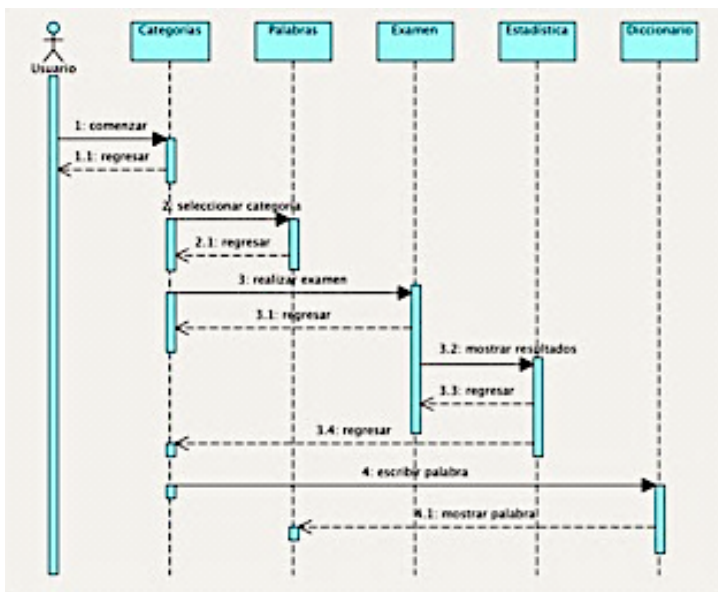 Usuario
Categorias
Palabras
Examen
Estadística
Diccionario
1: comenzar
1.1: regresar
2: seleccionar categoria
2.1: regresar
3: realizar examen
3.1: regresar
3.2: mostrar resultados
3.3: regresar
3.4: regresar
4: escribir palabra
4.1: mostrar palabra